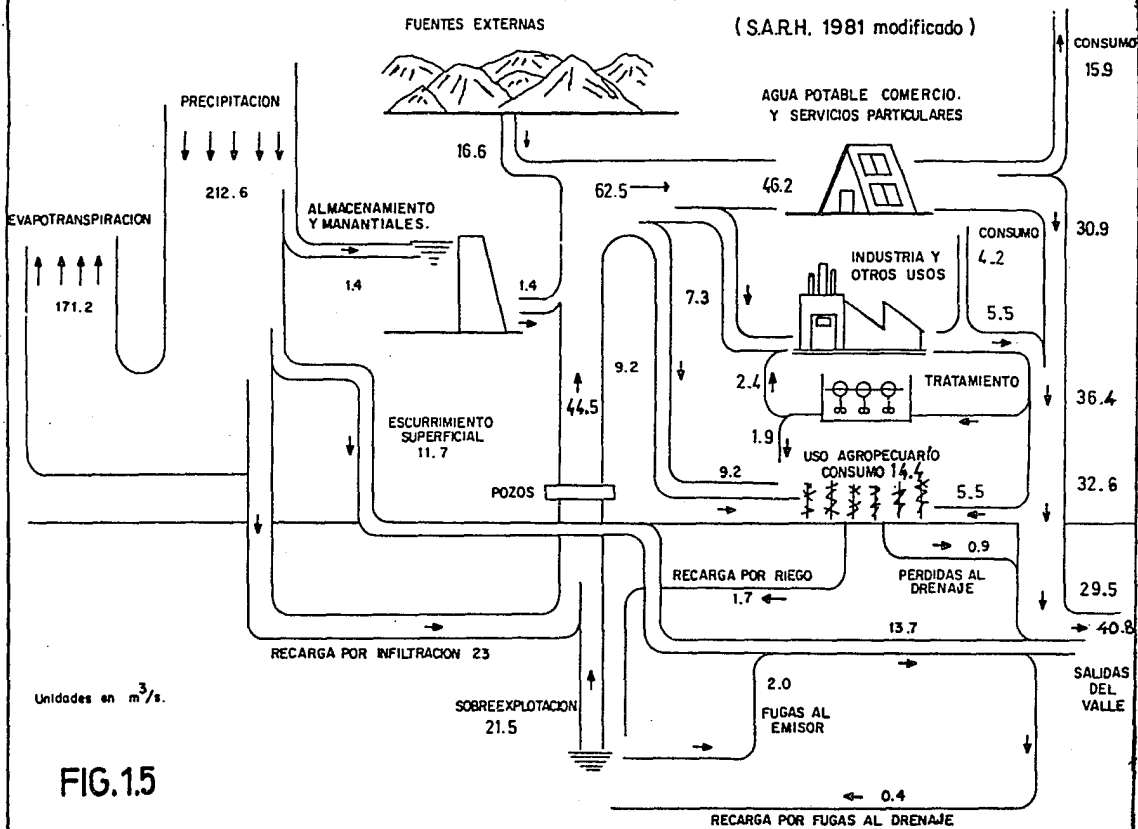 FUENTES EXTERNAS
(S.A.R.H. 1981 modificado)
CONSUMO
15.9
PRECIPITACION
AGUA POTABLE COMERCIO.
Y SERVICIOS PARTICULARES
16.6
212.6
62.5
46.2
EVAPOTRANSPIRACION
ALMACENAMIENTO
Y MANANTIALES.
CONSUMO
4.2
30.9
INDUSTRIA Y
OTROS USOS
171.2
1.4
1.4
7.3
5.5
9.2
2.4
TRATAMIENTO
36.4
44.5
ESCURRIMIENTO
SUPERFICIAL
11.7
1.9
USO AGROPECUARIO
CONSUMO 14.4
9.2
POZOS
5.5
32.6
0.9
RECARGA POR RIEGO
1.7
PERDIDAS AL
DRENAJE
29.5
13.7
40.8
RECARGA POR INFILTRACION 23
SALIDAS
DEL
VALLE
Unidades en m³/s.
SOBREEXPLOTACION
21.5
2.0
FUGAS AL
EMISOR
FIG.1.5
0.4
RECARGA POR FUGAS AL DRENAJE